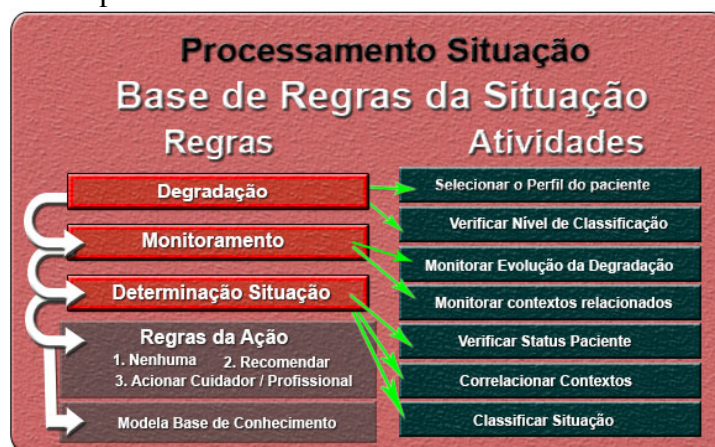 Processamento Situação
Base de Regras da Situação
Regras
Atividades
Degradação
Monitoramento
Determinação Situação
Regras da Ação
1. Nenhuma 2. Recomendar
3. Acionar Cuidador / Profissional
Modela Base de Conhecimento
Selecionar o Perfil do paciente
Verificar Nível de Classificação
Monitorar Evolução da Degradação
Monitorar contextos relacionados
Verificar Status Paciente
Correlacionar Contextos
Classificar Situação